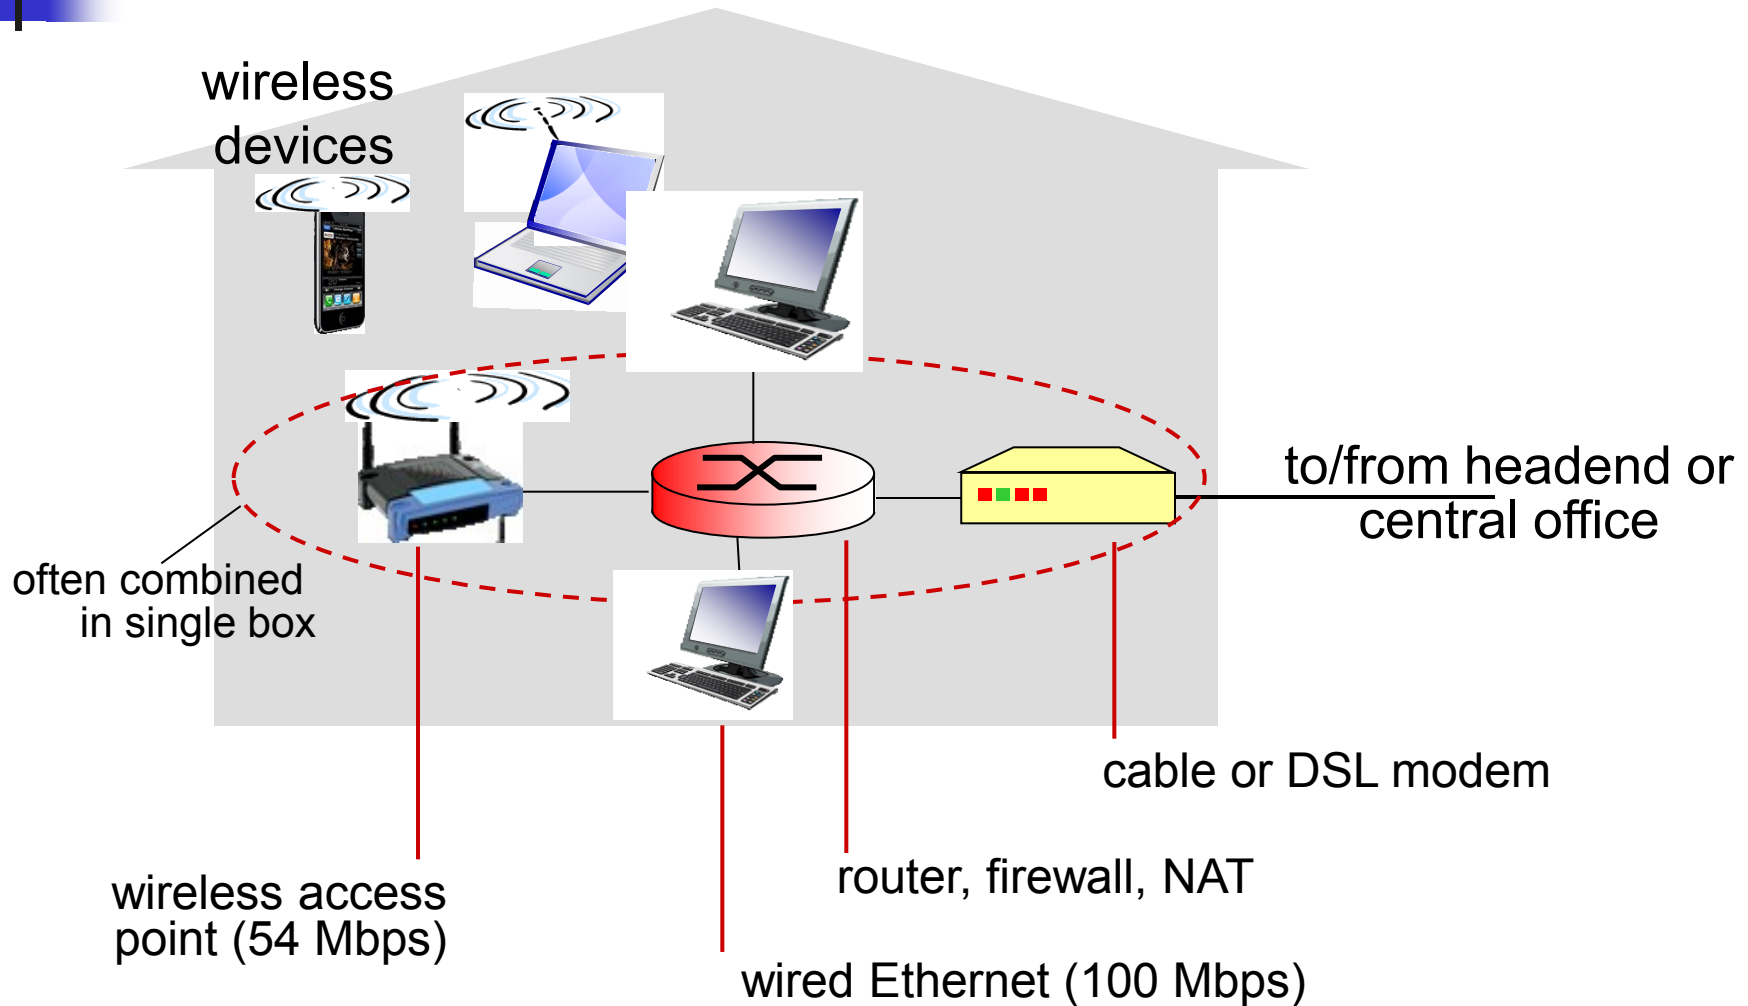 wireless
devices
to/from headend or
central office
often combined
in single box
cable or DSL modem
router, firewall, NAT
wireless access
point (54 Mbps)
wired Ethernet (100 Mbps)